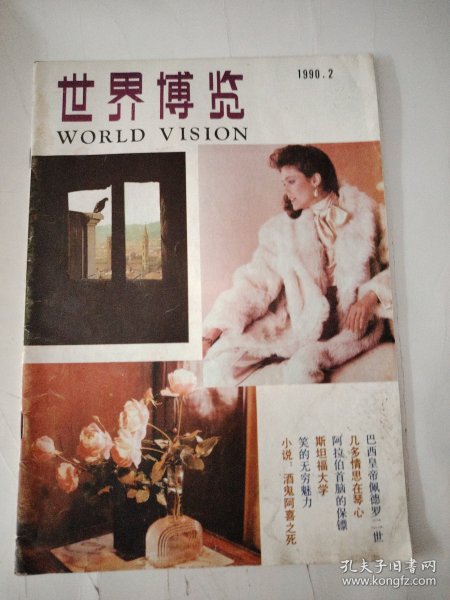 世界博览
1990.2
WORLD VISION
巴西皇帝佩德罗二世
几多情思在琴心
阿拉伯首脑的保镖
斯坦福大学
笑的无穷魅力
小说：酒鬼阿喜之死
孔夫子旧书网
www.kongfz.com